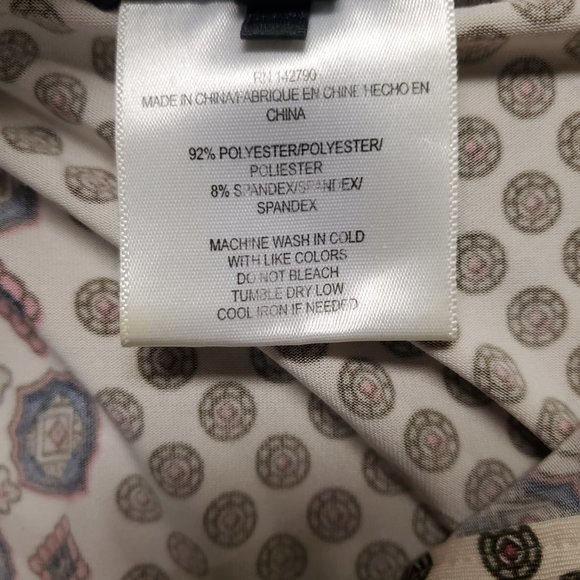 RN 142790
MADE IN CHINA/FABRIQUE EN CHINE HECHO EN
CHINA
92% POLYESTER/POLYESTER/
POLIESTER
8% SPANDEX/SPANDEX/
SPANDEX
MACHINE WASH IN COLD
WITH LIKE COLORS
DO NOT BLEACH
TUMBLE DRY LOW
COOL IRON IF NEEDED